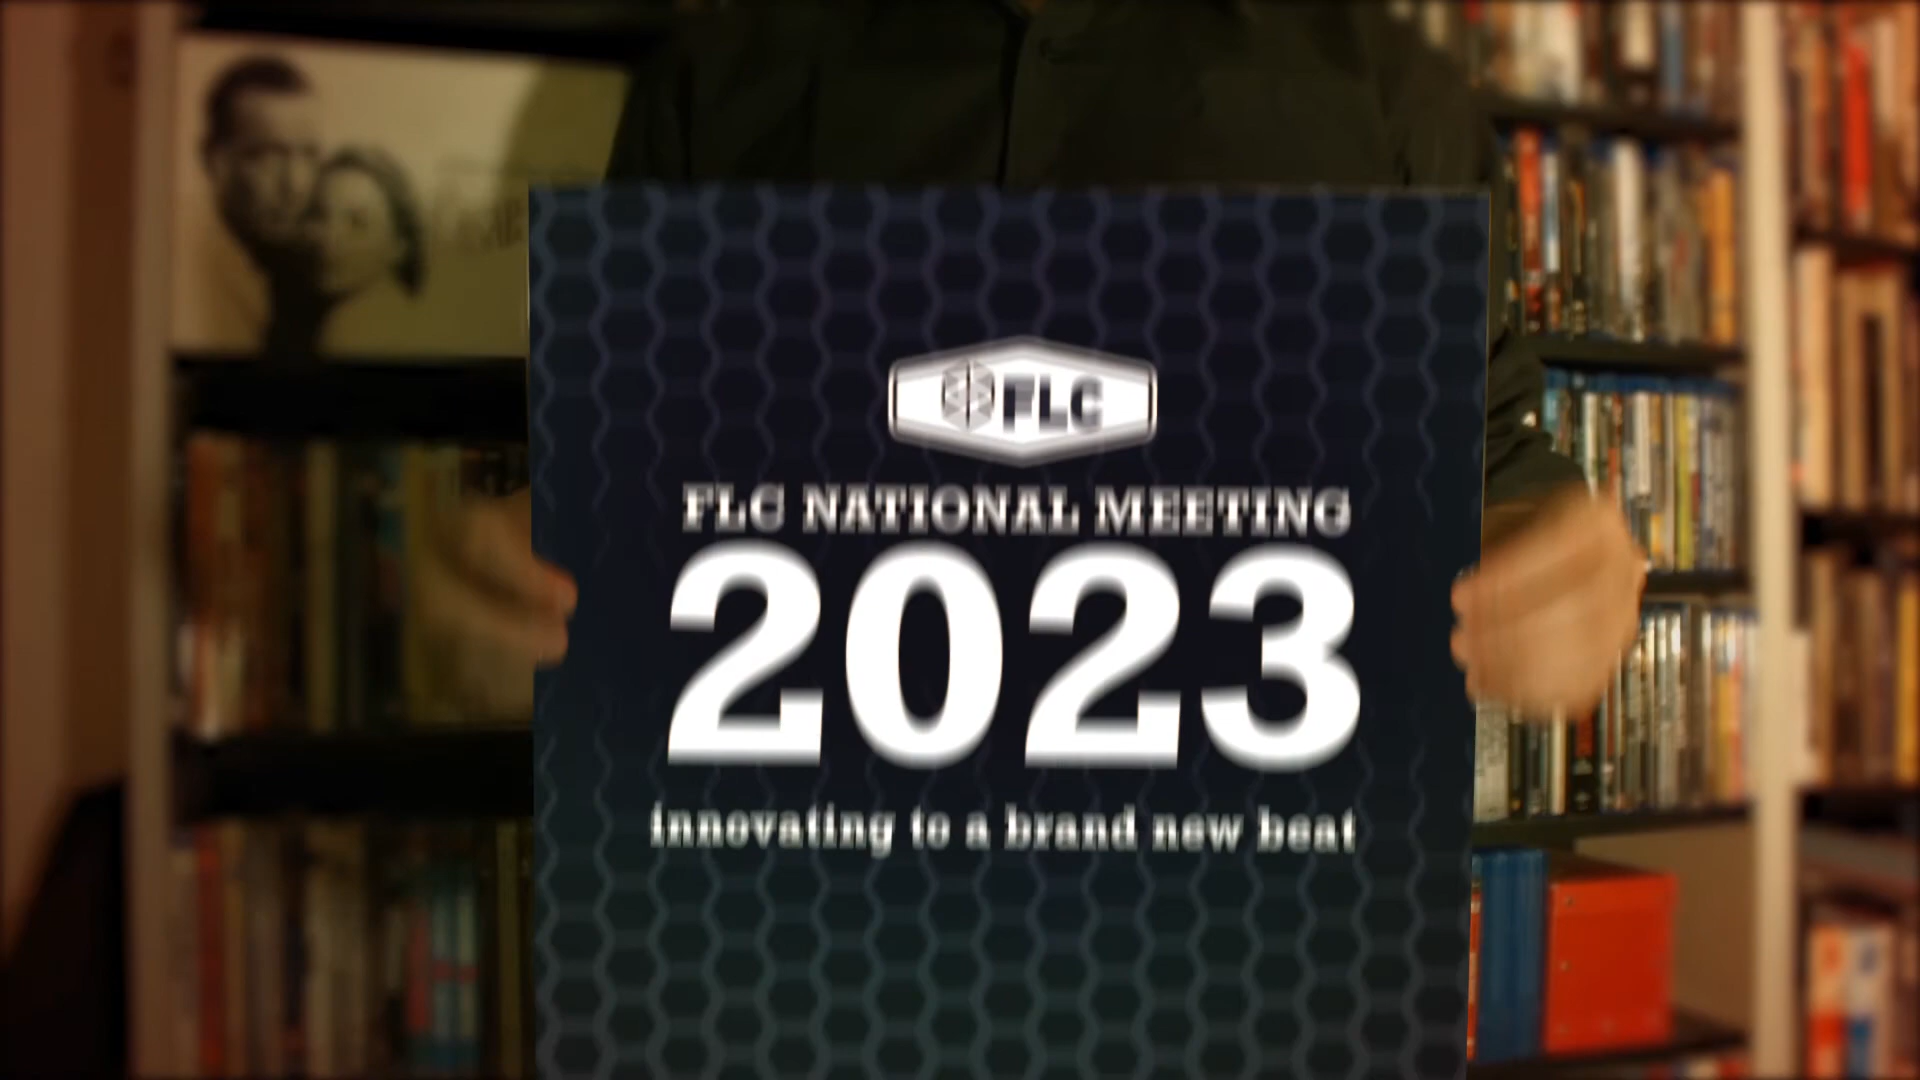 FLC
FLC NATIONAL MEETING
2023
innovating to a brand new beat